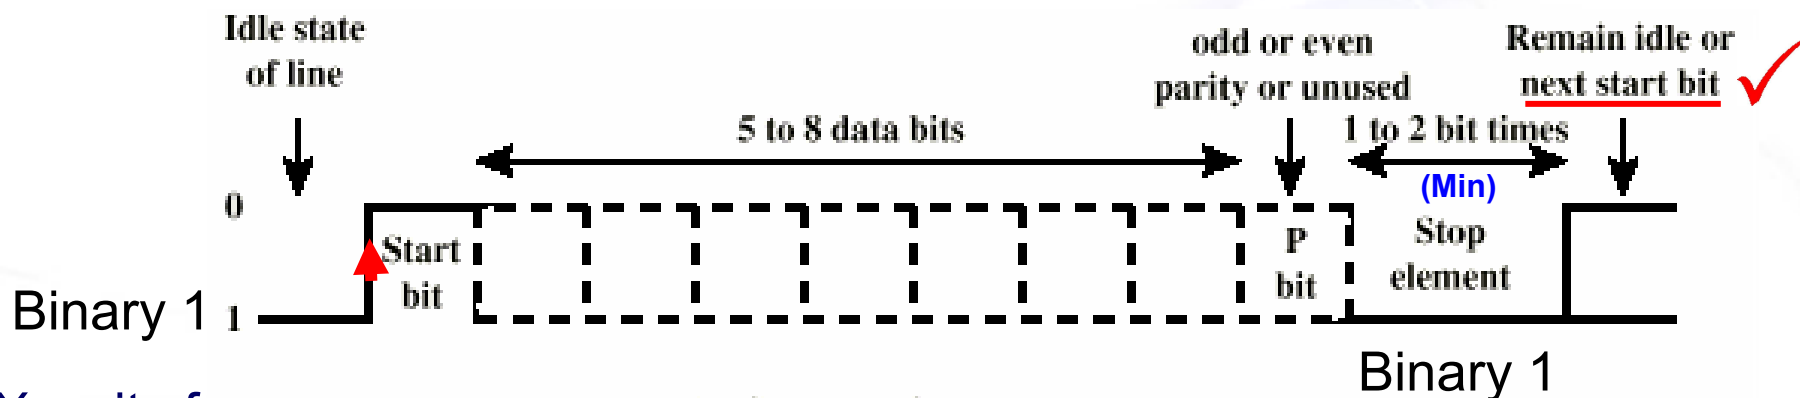 Idle state
of line
odd or even
parity or unused
Remain idle or
next start bit
5 to 8 data bits
1 to 2 bit times
(Min)
0
Start
bit
P
bit
Stop
element
Binary 1
1
Binary 1